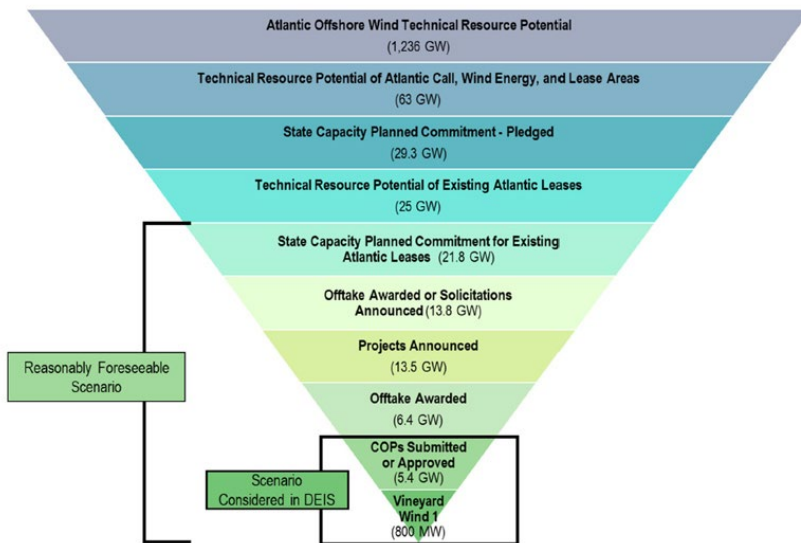 Atlantic Offshore Wind Technical Resource Potential
(1,236 GW)
Technical Resource Potential of Atlantic Call, Wind Energy, and Lease Areas
(63 GW)
State Capacity Planned Commitment - Pledged
(29.3 GW)
Technical Resource Potential of Existing Atlantic Leases
(25 GW)
State Capacity Planned Commitment for Existing
Atlantic Leases (21.8 GW)
Offtake Awarded or Solicitations
Announced (13.8 GW)
Projects Announced
(13.5 GW)
Offtake Awarded
(6.4 GW)
COPs Submitted
or Approved
(5.4 GW)
Vineyard
Wind 1
(800 MW)
Reasonably Foreseeable
Scenario
Scenario
Considered in DEIS